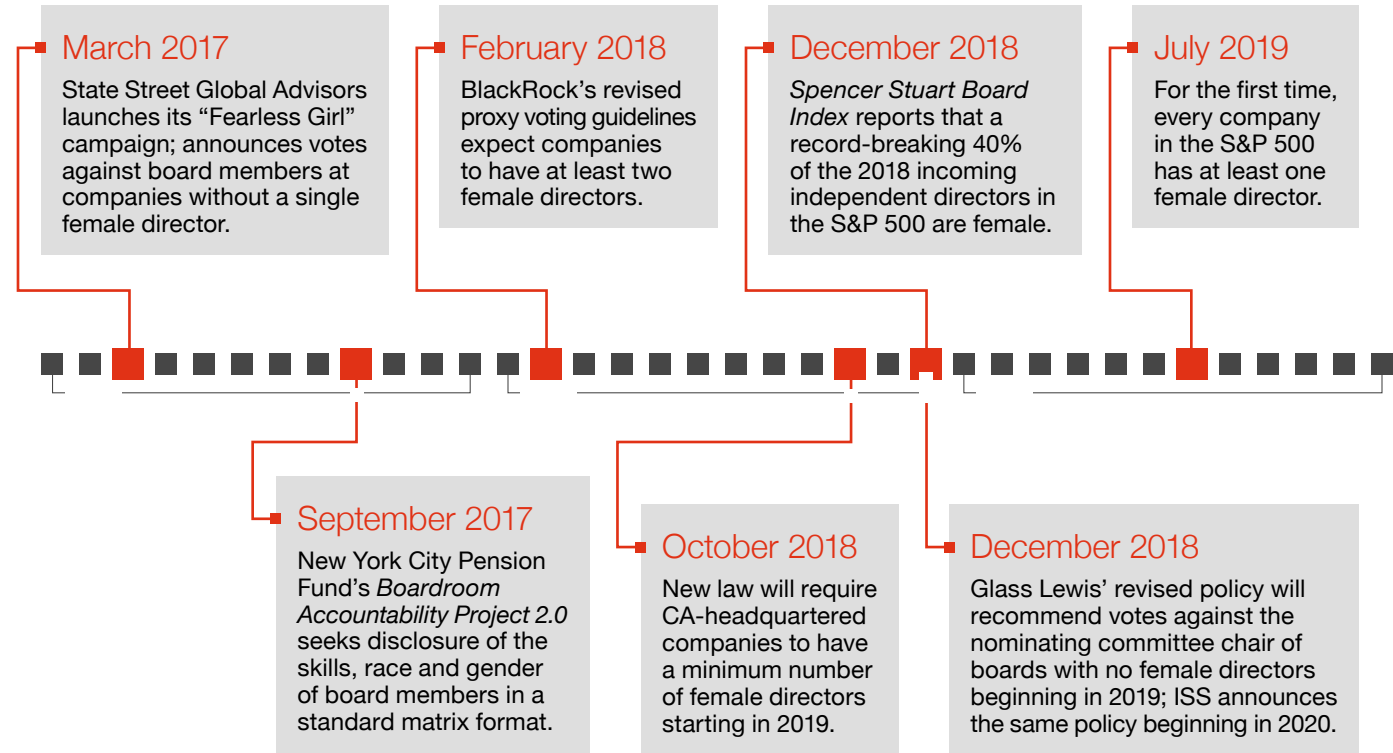 March 2017
State Street Global Advisors
launches its “Fearless Girl”
campaign; announces votes
against board members at
companies without a single
female director.
February 2018
BlackRock’s revised
proxy voting guidelines
expect companies
to have at least two
female directors.
December 2018
Spencer Stuart Board
Index reports that a
record-breaking 40%
of the 2018 incoming
independent directors in
the S&P 500 are female.
July 2019
For the first time,
every company
in the S&P 500
has at least one
female director.
September 2017
New York City Pension
Fund’s Boardroom
Accountability Project 2.0
seeks disclosure of the
skills, race and gender
of board members in a
standard matrix format.
October 2018
New law will require
CA-headquartered
companies to have
a minimum number
of female directors
starting in 2019.
December 2018
Glass Lewis’ revised policy will
recommend votes against the
nominating committee chair of
boards with no female directors
beginning in 2019; ISS announces
the same policy beginning in 2020.